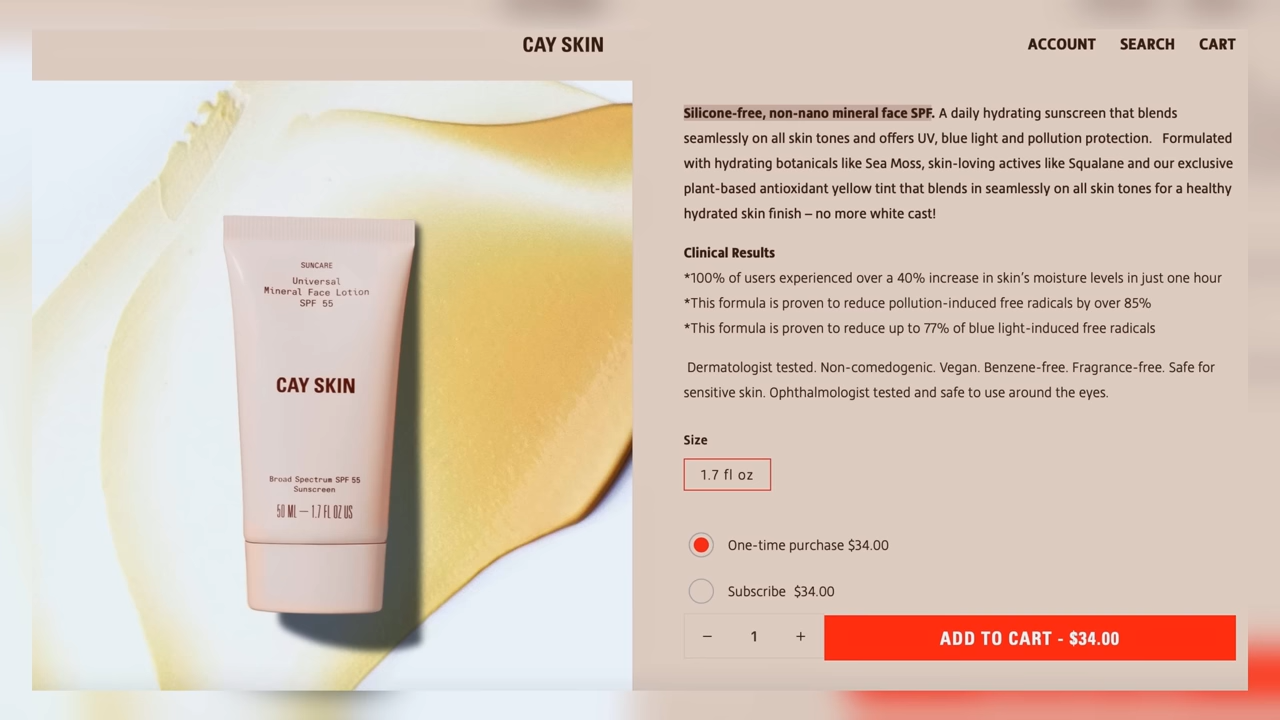 CAY SKIN
ACCOUNT SEARCH CART
SUNCARE
Universal
Mineral Face Lotion
SPF 55
CAY SKIN
Broad Spectrum SPF 55
Sunscreen
50 ML — 1.7 FL OZ US
Silicone-free, non-nano mineral face SPF. A daily hydrating sunscreen that blends
seamlessly on all skin tones and offers UV, blue light and pollution protection. Formulated
with hydrating botanicals like Sea Moss, skin-loving actives like Squalane and our exclusive
plant-based antioxidant yellow tint that blends in seamlessly on all skin tones for a healthy
hydrated skin finish – no more white cast!
Clinical Results
*100% of users experienced over a 40% increase in skin’s moisture levels in just one hour
*This formula is proven to reduce pollution-induced free radicals by over 85%
*This formula is proven to reduce up to 77% of blue light-induced free radicals
Dermatologist tested. Non-comedogenic. Vegan. Benzene-free. Fragrance-free. Safe for
sensitive skin. Ophthalmologist tested and safe to use around the eyes.
Size
1.7 fl oz
One-time purchase $34.00
Subscribe $34.00
− 1 +
ADD TO CART - $34.00